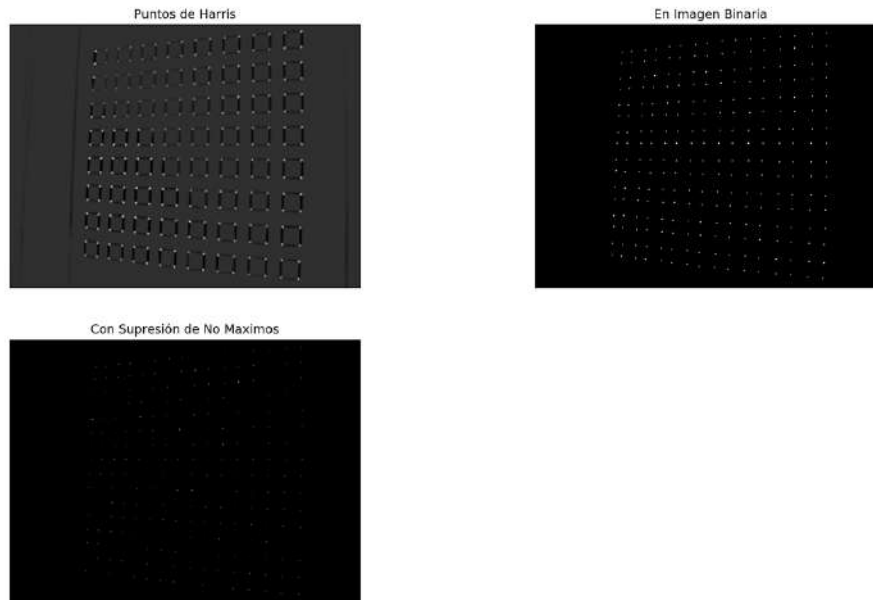 Puntos de Harris
En Imagen Binaria
Con Supresión de No Maximos